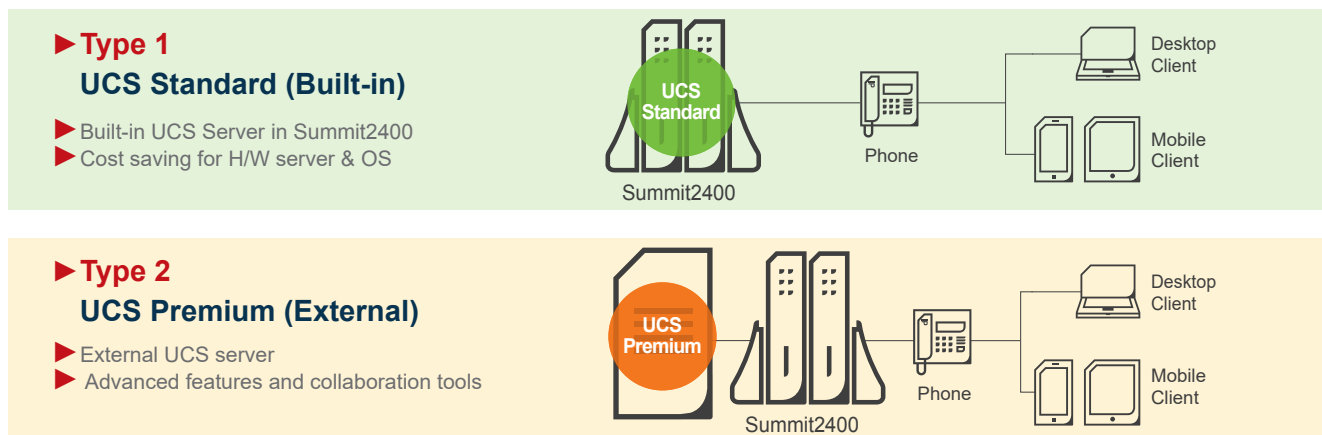 ▶Type 1
UCS Standard (Built-in)
▶Built-in UCS Server in Summit2400
▶Cost saving for H/W server & OS
UCS
Standard
Summit2400
Phone
Desktop
Client
Mobile
Client
▶Type 2
UCS Premium (External)
▶External UCS server
▶Advanced features and collaboration tools
UCS
Premium
Summit2400
Phone
Desktop
Client
Mobile
Client